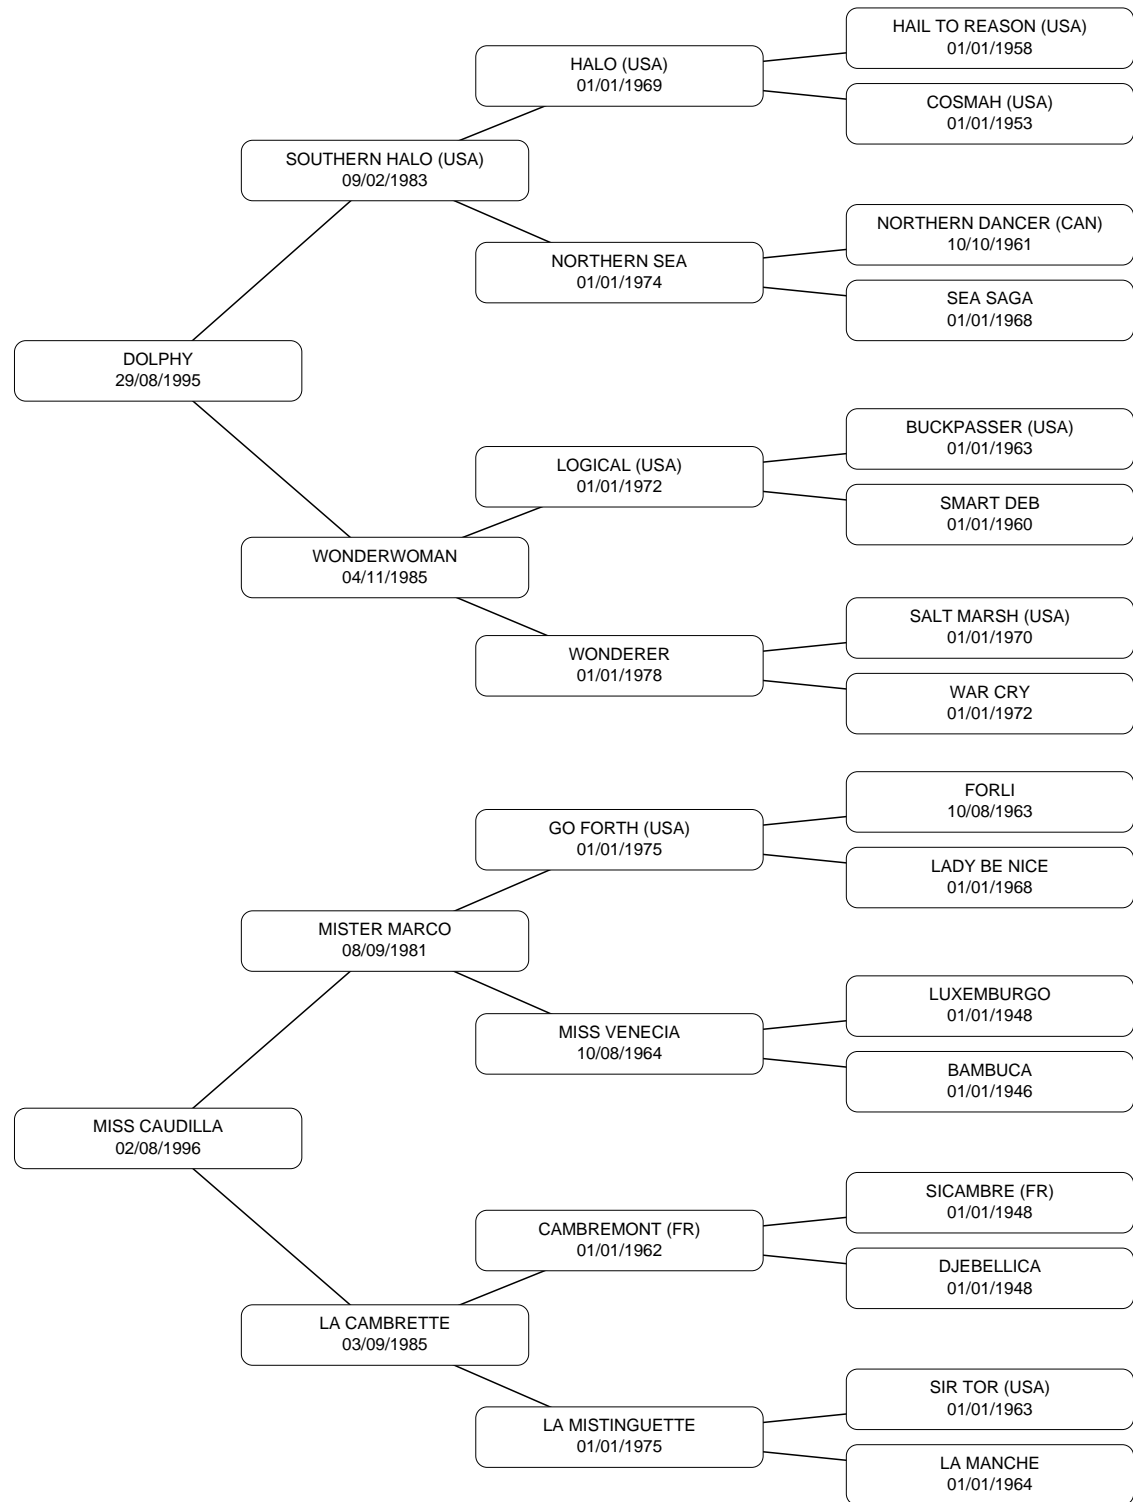 HAIL TO REASON (USA)
01/01/1958
HALO (USA)
01/01/1969
COSMAH (USA)
01/01/1953
SOUTHERN HALO (USA)
09/02/1983
NORTHERN DANCER (CAN)
10/10/1961
NORTHERN SEA
01/01/1974
SEA SAGA
01/01/1968
DOLPHY
29/08/1995
BUCKPASSER (USA)
01/01/1963
LOGICAL (USA)
01/01/1972
SMART DEB
01/01/1960
WONDERWOMAN
04/11/1985
SALT MARSH (USA)
01/01/1970
WONDERER
01/01/1978
WAR CRY
01/01/1972
FORLI
10/08/1963
GO FORTH (USA)
01/01/1975
LADY BE NICE
01/01/1968
MISTER MARCO
08/09/1981
LUXEMBURGO
01/01/1948
MISS VENECIA
10/08/1964
BAMBUCA
01/01/1946
MISS CAUDILLA
02/08/1996
SICAMBRE (FR)
01/01/1948
CAMBREMONT (FR)
01/01/1962
DJEBELLICA
01/01/1948
LA CAMBRETTE
03/09/1985
SIR TOR (USA)
01/01/1963
LA MISTINGUETTE
01/01/1975
LA MANCHE
01/01/1964